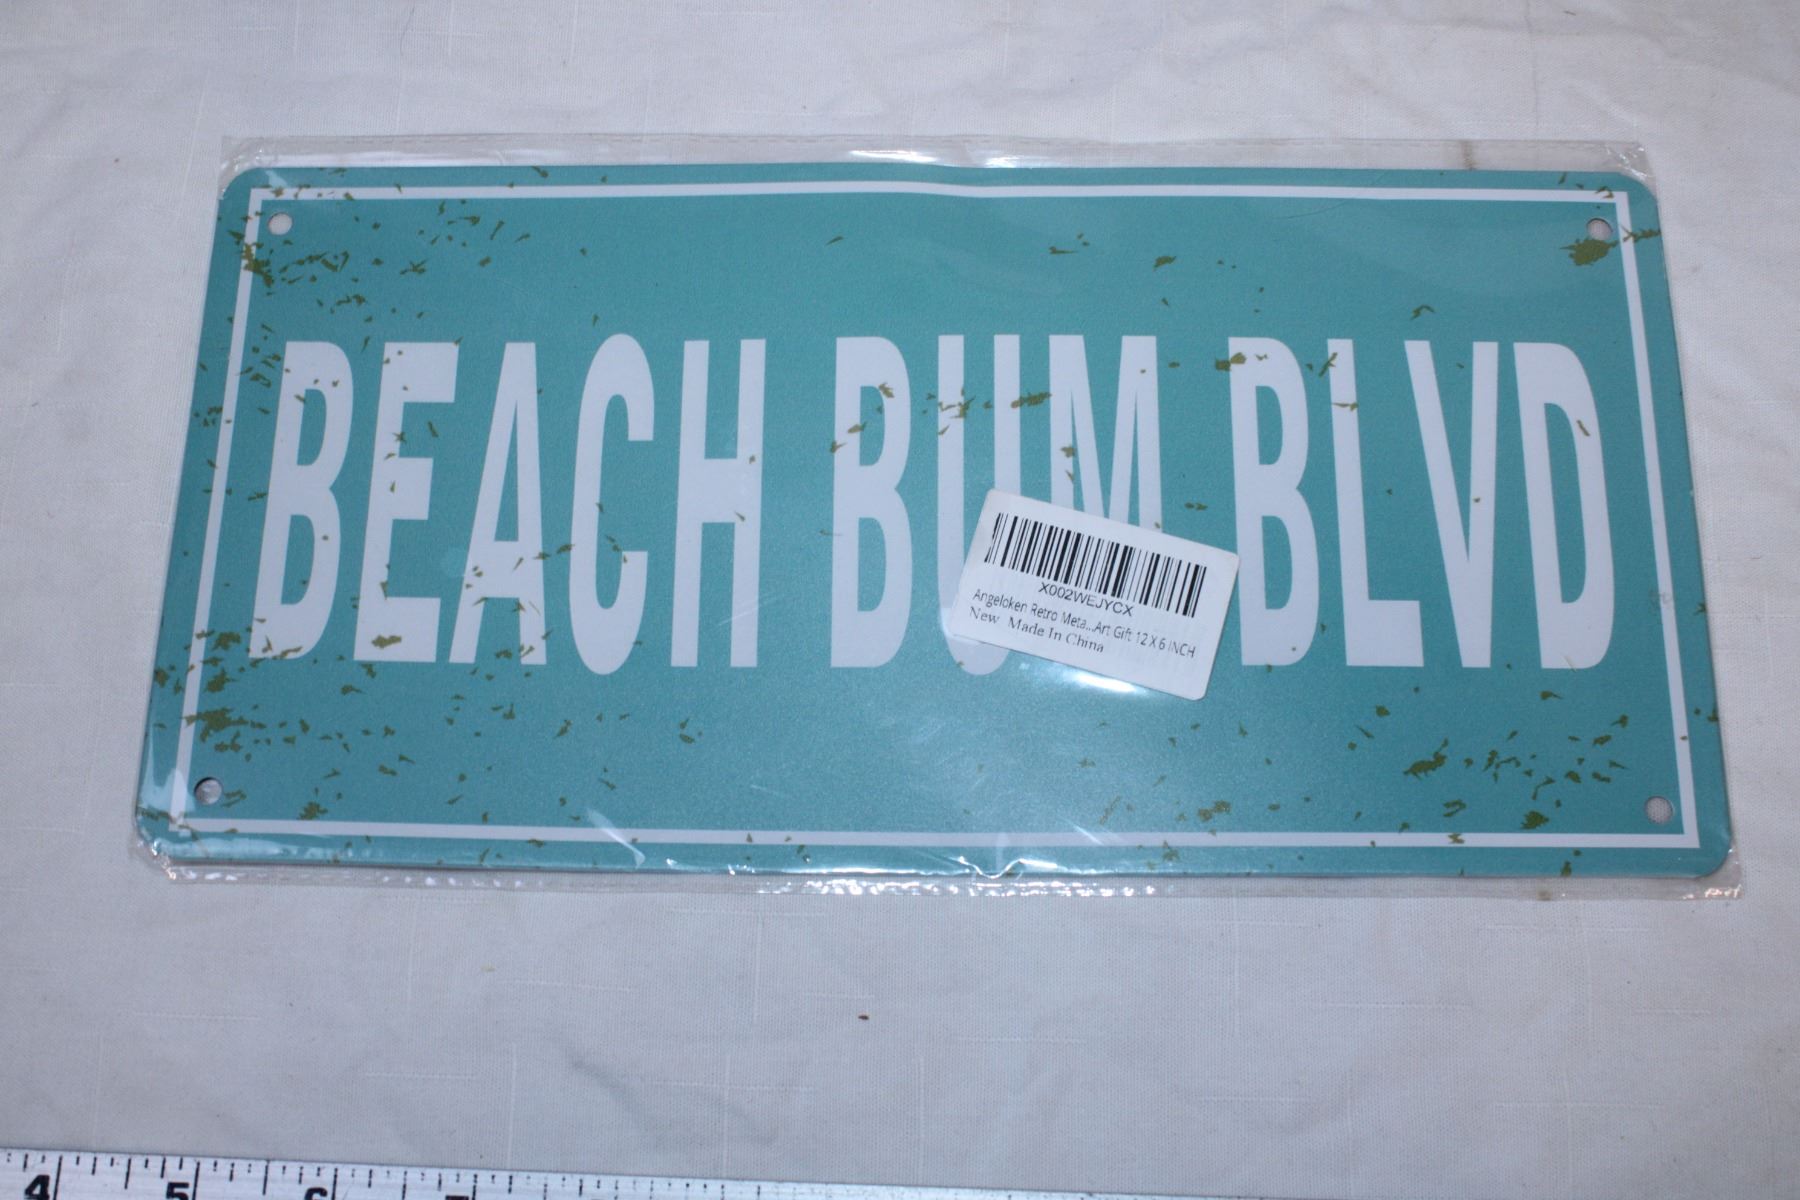 BEACH BUM BLVD
X002WEJYCX
Angeloken Retro Meta...Art Gift 12 X 6 INCH
New Made In China
4 5 6 7